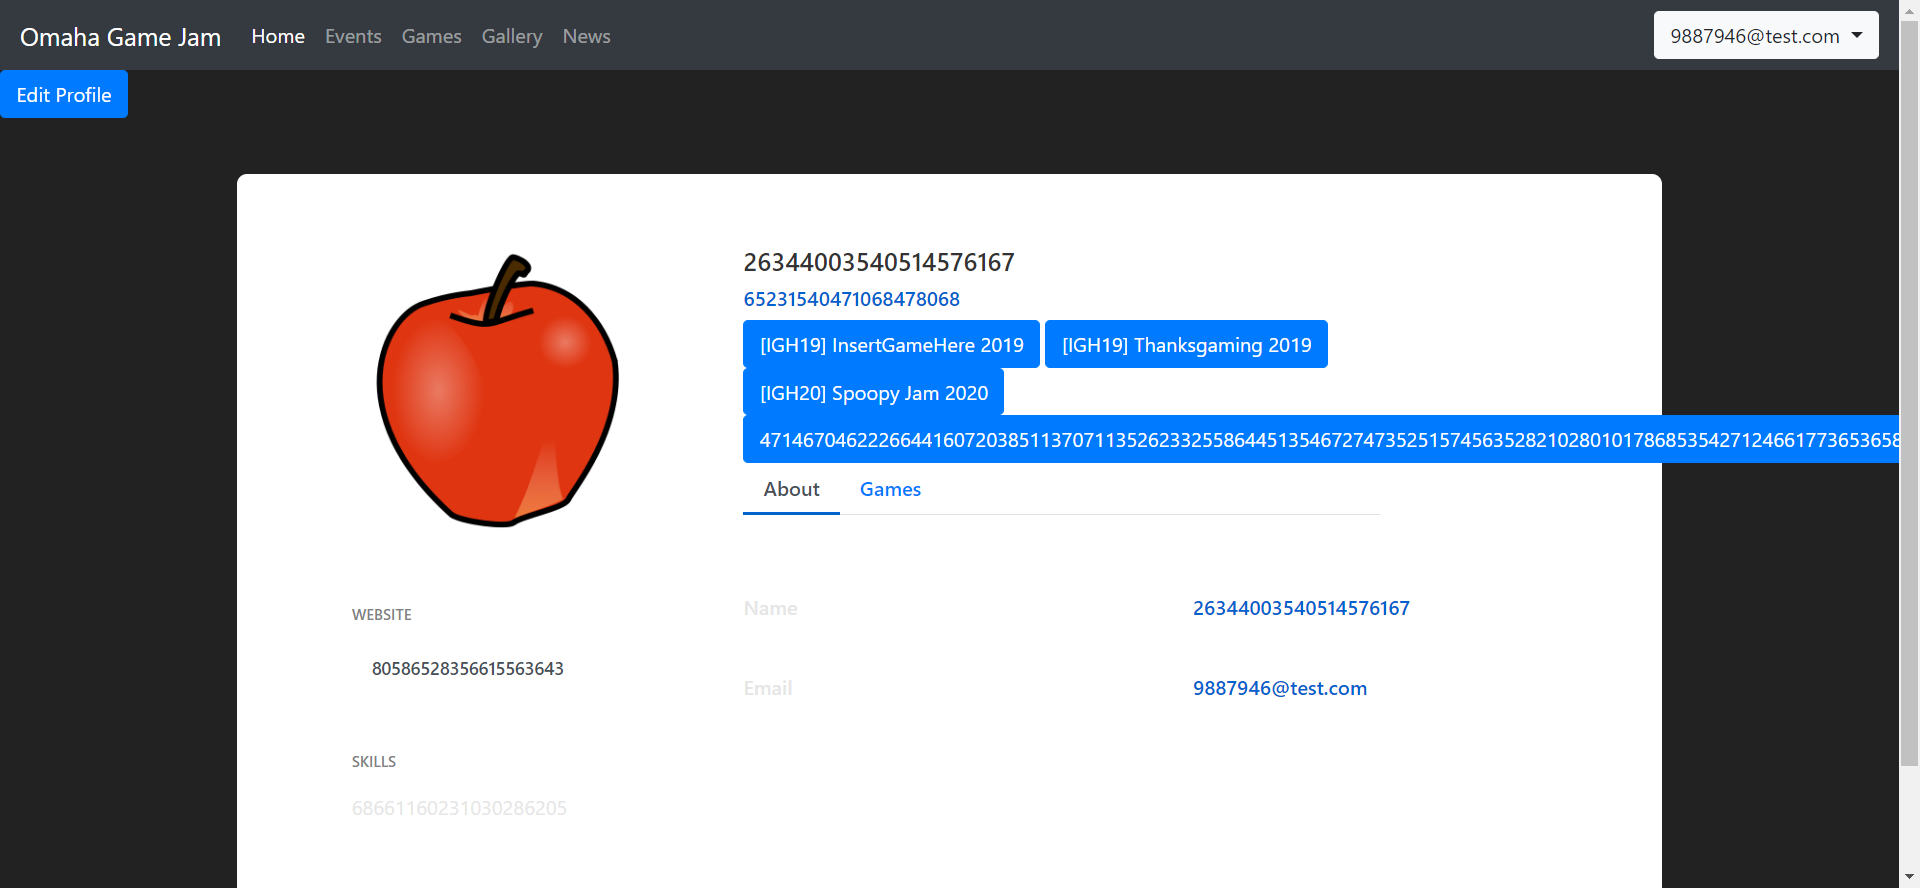 Omaha Game Jam Home Events Games Gallery News 9887946@test.com
Edit Profile
26344003540514576167
65231540471068478068
[IGH19] InsertGameHere 2019 [IGH19] Thanksgaming 2019
[IGH20] Spoopy Jam 2020
4714670462226644160720385113707113526233255864451354672747352515745635282102801017868535427124661773653658
About Games
WEBSITE
80586528356615563643
Name 26344003540514576167
Email 9887946@test.com
SKILLS
68661160231030286205